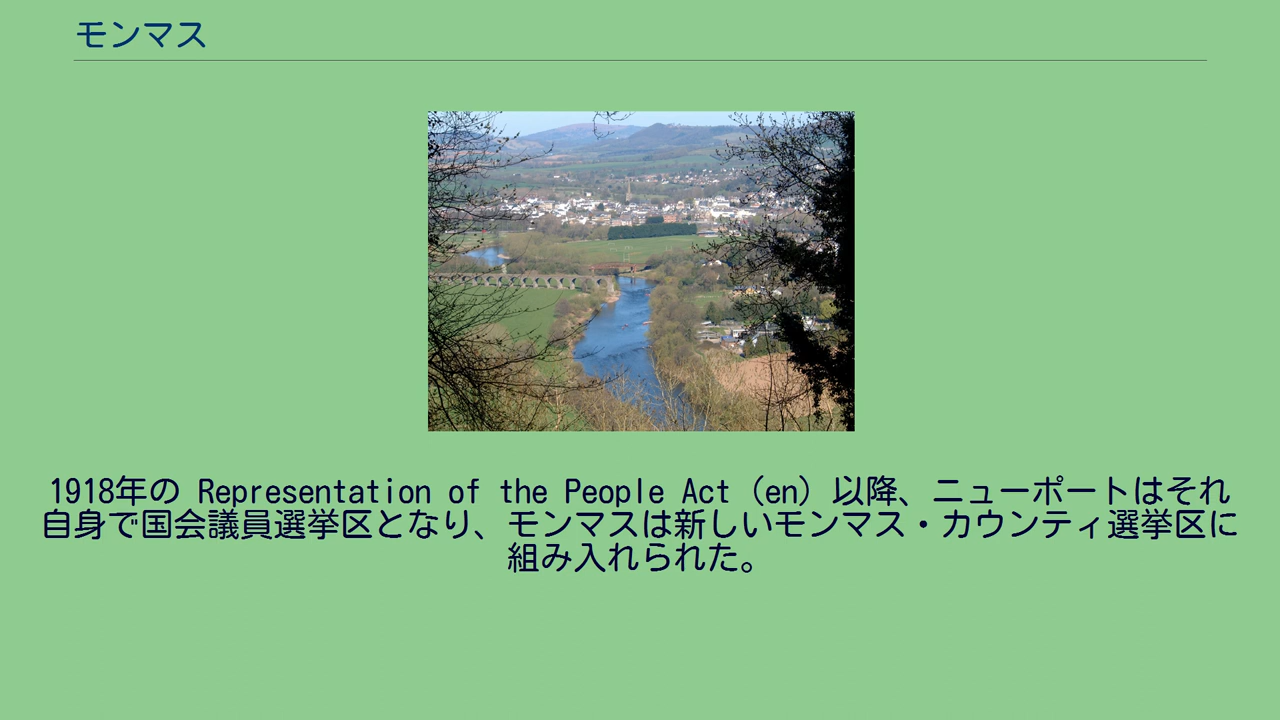 モンマス
1918年の Representation of the People Act（en）以降、ニューポートはそれ
自身で国会議員選挙区となり、モンマスは新しいモンマス・カウンティ選挙区に
組み入れられた。